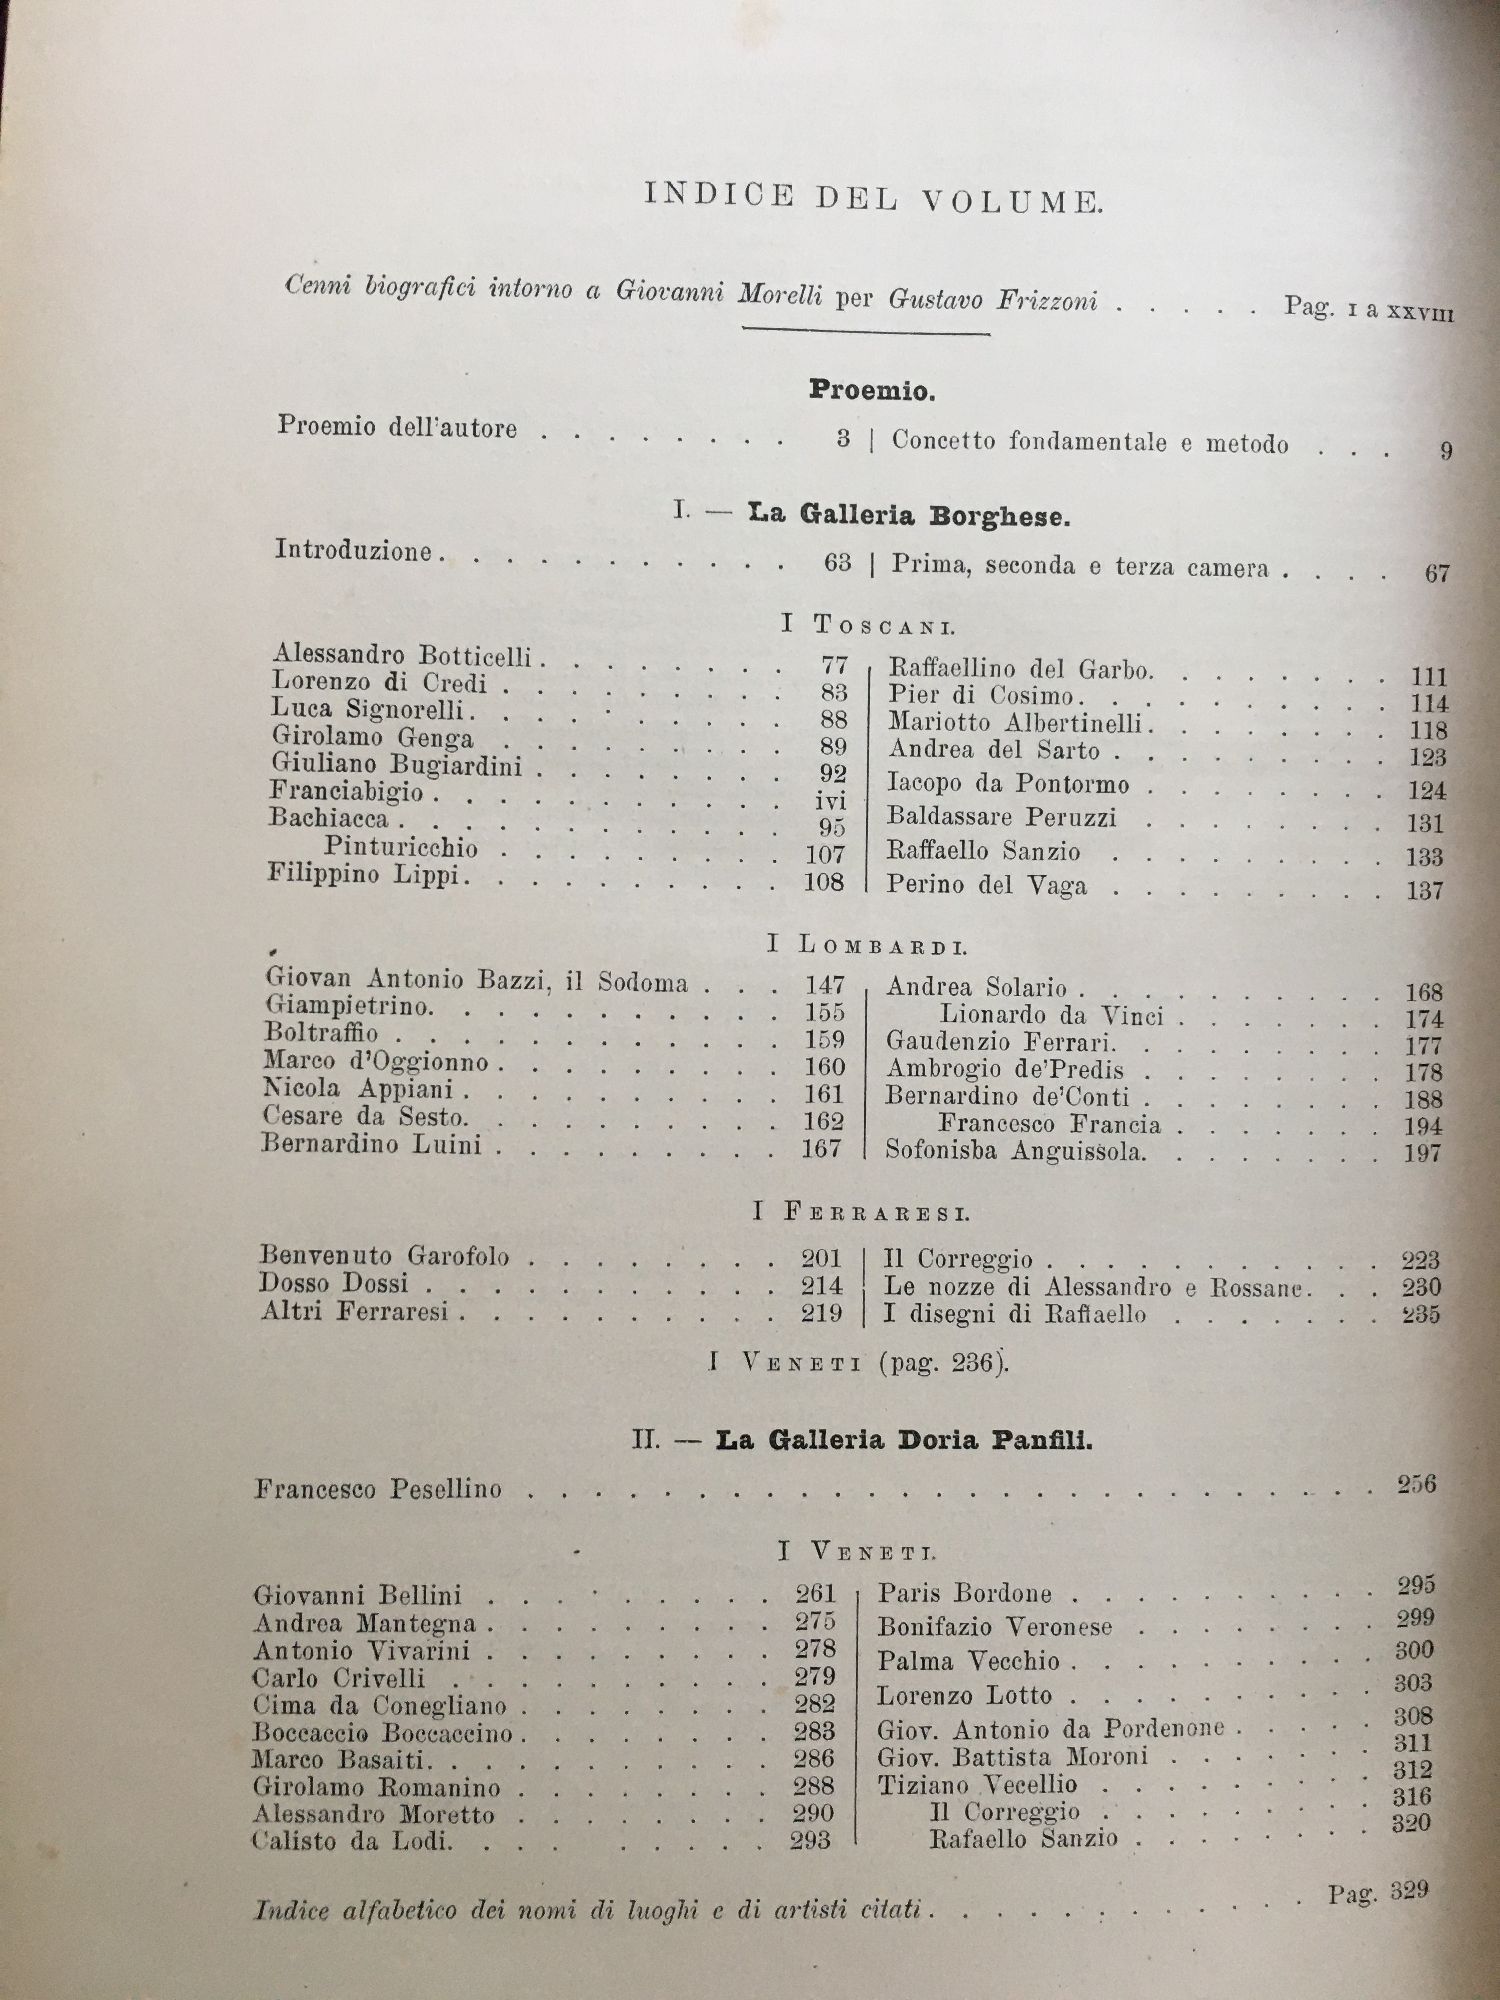 INDICE DEL VOLUME.
Cenni biografici intorno a Giovanni Morelli per Gustavo Frizzoni . . . . . Pag. I a XXVIII
Proemio.
Proemio dell'autore . . . . . . . . 3 | Concetto fondamentale e metodo . . . 9
I. — La Galleria Borghese.
Introduzione. . . . . . . . . . . 63 | Prima, seconda e terza camera . . . . 67
I TOSCANI.
Alessandro Botticelli. . . . . . . . 77
Lorenzo di Credi . . . . . . . . . 83
Luca Signorelli. . . . . . . . . . 88
Girolamo Genga . . . . . . . . . 89
Giuliano Bugiardini . . . . . . . . 92
Franciabigio . . . . . . . . . . . ivi
Bachiacca . . . . . . . . . . . . 95
Pinturicchio . . . . . . . . . 107
Filippino Lippi. . . . . . . . . . 108
Raffaellino del Garbo. . . . . . . . 111
Pier di Cosimo. . . . . . . . . . 114
Mariotto Albertinelli. . . . . . . . 118
Andrea del Sarto . . . . . . . . . 123
Iacopo da Pontormo . . . . . . . . 124
Baldassare Peruzzi . . . . . . . . 131
Raffaello Sanzio . . . . . . . . . 133
Perino del Vaga . . . . . . . . . 137
I LOMBARDI.
Giovan Antonio Bazzi, il Sodoma . . . 147
Giampietrino. . . . . . . . . . . 155
Boltraffio . . . . . . . . . . . . 159
Marco d'Oggionno . . . . . . . . . 160
Nicola Appiani . . . . . . . . . . 161
Cesare da Sesto. . . . . . . . . . 162
Bernardino Luini . . . . . . . . . 167
Andrea Solario . . . . . . . . . . 168
Lionardo da Vinci . . . . . . . 174
Gaudenzio Ferrari. . . . . . . . . 177
Ambrogio de'Predis . . . . . . . . 178
Bernardino de'Conti . . . . . . . . 188
Francesco Francia . . . . . . . 194
Sofonisba Anguissola. . . . . . . . 197
I FERRARESI.
Benvenuto Garofolo . . . . . . . . 201
Dosso Dossi . . . . . . . . . . . 214
Altri Ferraresi . . . . . . . . . . 219
Il Correggio . . . . . . . . . . . 223
Le nozze di Alessandro e Rossane. . . 230
I disegni di Raffaello . . . . . . . 235
I VENETI (pag. 236).
II. — La Galleria Doria Panfili.
Francesco Pesellino . . . . . . . . . . . . . . . . . . . . . . . . . 256
I VENETI.
Giovanni Bellini . . . . . . . . . 261
Andrea Mantegna . . . . . . . . . 275
Antonio Vivarini . . . . . . . . . 278
Carlo Crivelli . . . . . . . . . . 279
Cima da Conegliano . . . . . . . . 282
Boccaccio Boccaccino . . . . . . . . 283
Marco Basaiti. . . . . . . . . . . 286
Girolamo Romanino . . . . . . . . 288
Alessandro Moretto . . . . . . . . 290
Calisto da Lodi. . . . . . . . . 293
Paris Bordone . . . . . . . . . . 295
Bonifazio Veronese . . . . . . . . 299
Palma Vecchio . . . . . . . . . . 300
Lorenzo Lotto . . . . . . . . . . 303
Giov. Antonio da Pordenone . . . . . 308
Giov. Battista Moroni . . . . . . . 311
Tiziano Vecellio . . . . . . . . . 312
Il Correggio . . . . . . . . . 316
Rafaello Sanzio . . . . . . . . 320
Indice alfabetico dei nomi di luoghi e di artisti citati . . . . . . . . . . . . Pag. 329